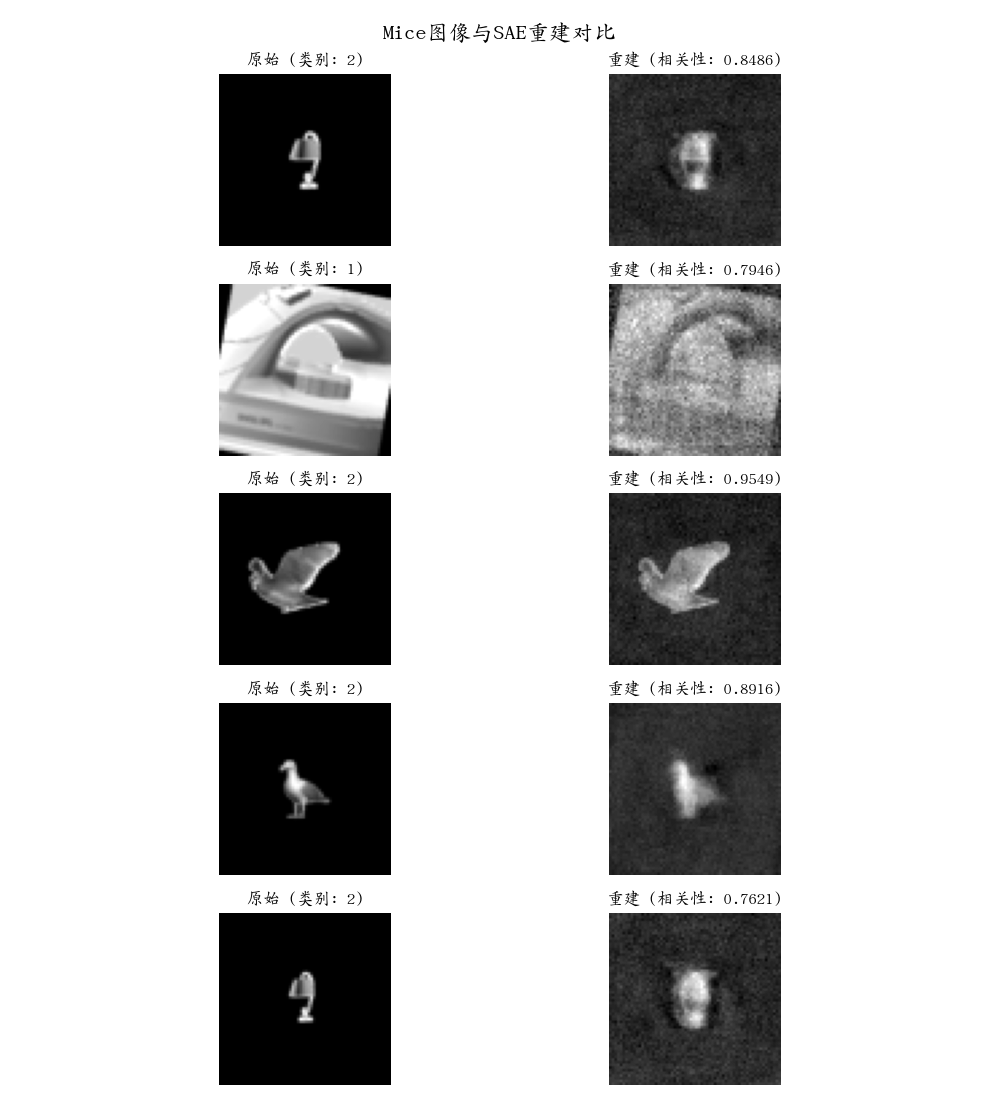 Mice图像与SAE重建对比
原始 (类别: 2)
重建 (相关性: 0.8486)
原始 (类别: 1)
重建 (相关性: 0.7946)
原始 (类别: 2)
重建 (相关性: 0.9549)
原始 (类别: 2)
重建 (相关性: 0.8916)
原始 (类别: 2)
重建 (相关性: 0.7621)